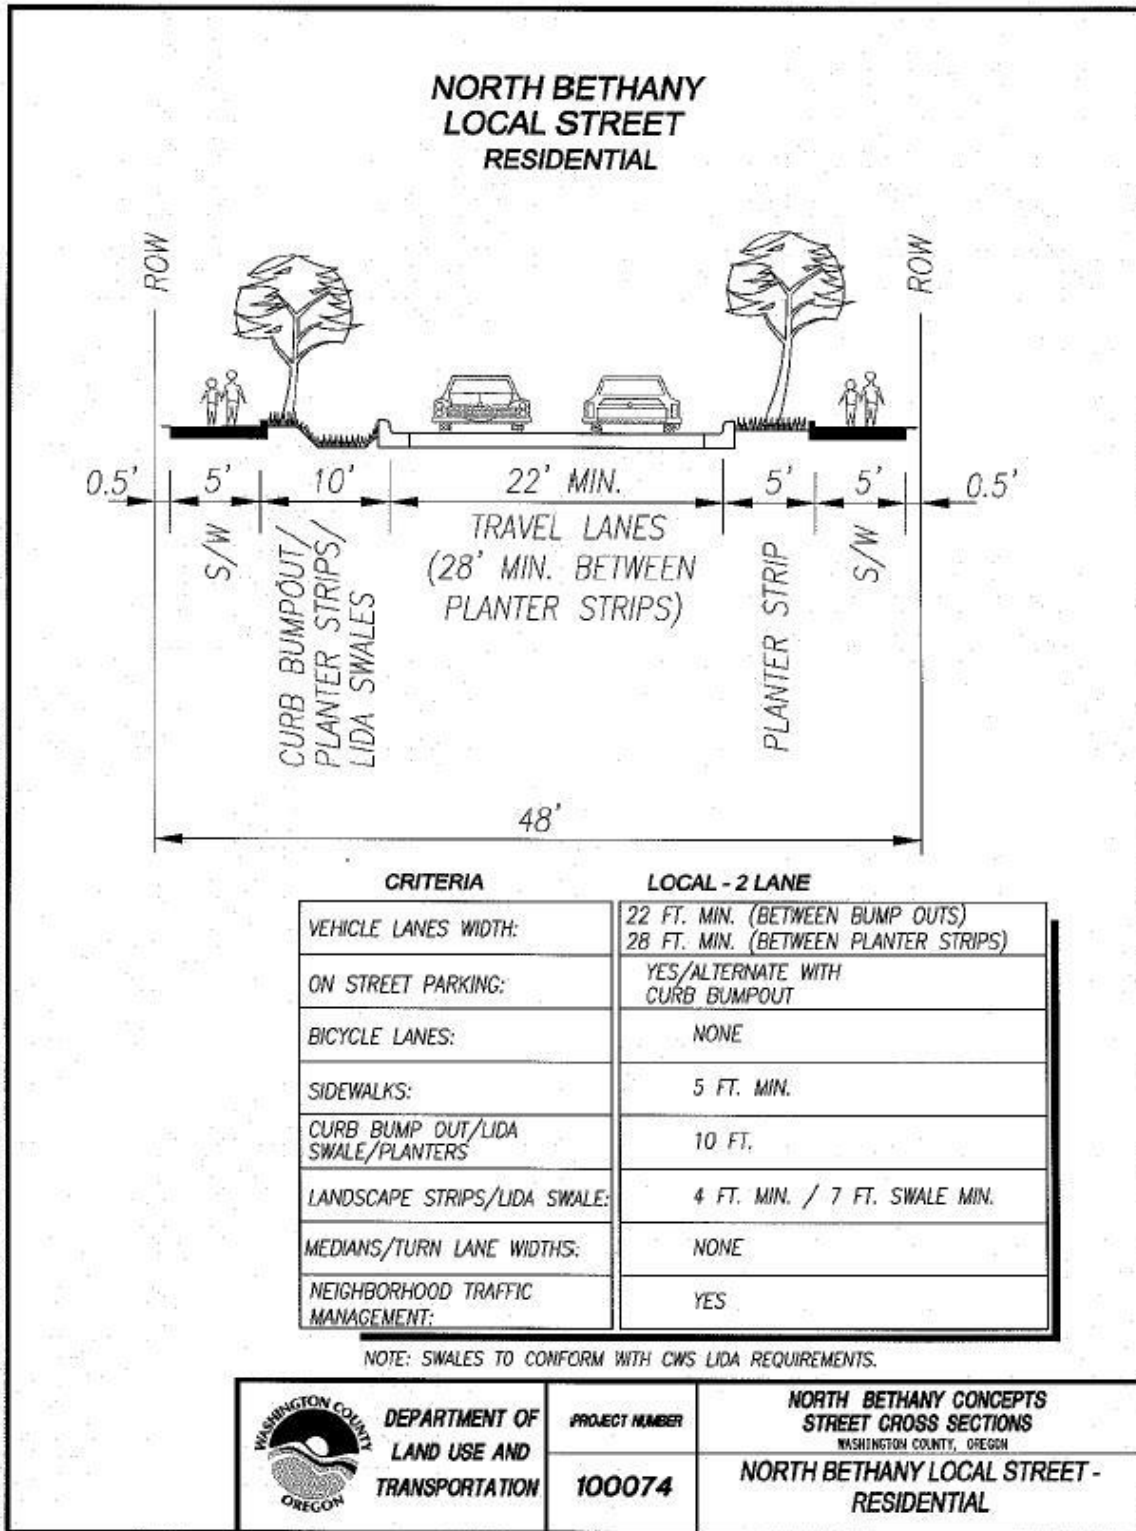 NORTH BETHANY
LOCAL STREET
RESIDENTIAL
ROW
ROW
0.5'
5'
10'
22' MIN.
5'
5'
0.5'
S/W
CURB BUMPOUT/
PLANTER STRIPS/
LIDA SWALES
TRAVEL LANES
(28' MIN. BETWEEN
PLANTER STRIPS)
PLANTER STRIP
S/W
48'
CRITERIA
LOCAL - 2 LANE
VEHICLE LANES WIDTH:
22 FT. MIN. (BETWEEN BUMP OUTS)
28 FT. MIN. (BETWEEN PLANTER STRIPS)
ON STREET PARKING:
YES/ALTERNATE WITH
CURB BUMPOUT
BICYCLE LANES:
NONE
SIDEWALKS:
5 FT. MIN.
CURB BUMP OUT/LIDA
SWALE/PLANTERS
10 FT.
LANDSCAPE STRIPS/LIDA SWALE:
4 FT. MIN. / 7 FT. SWALE MIN.
MEDIANS/TURN LANE WIDTHS:
NONE
NEIGHBORHOOD TRAFFIC
MANAGEMENT:
YES
NOTE: SWALES TO CONFORM WITH CWS LIDA REQUIREMENTS.
WASHINGTON COUNTY
OREGON
DEPARTMENT OF
LAND USE AND
TRANSPORTATION
PROJECT NUMBER
100074
NORTH BETHANY CONCEPTS
STREET CROSS SECTIONS
WASHINGTON COUNTY, OREGON
NORTH BETHANY LOCAL STREET -
RESIDENTIAL